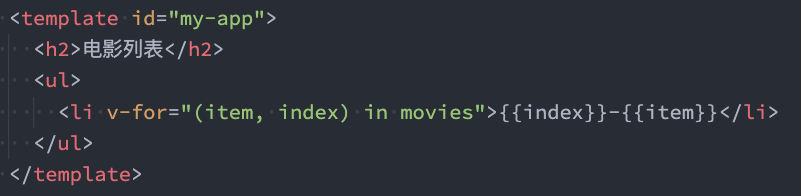 <template id="my-app">
<h2>电影列表</h2>
<ul>
<li v-for="(item, index) in movies">{{index}}-{{item}}</li>
</ul>
</template>